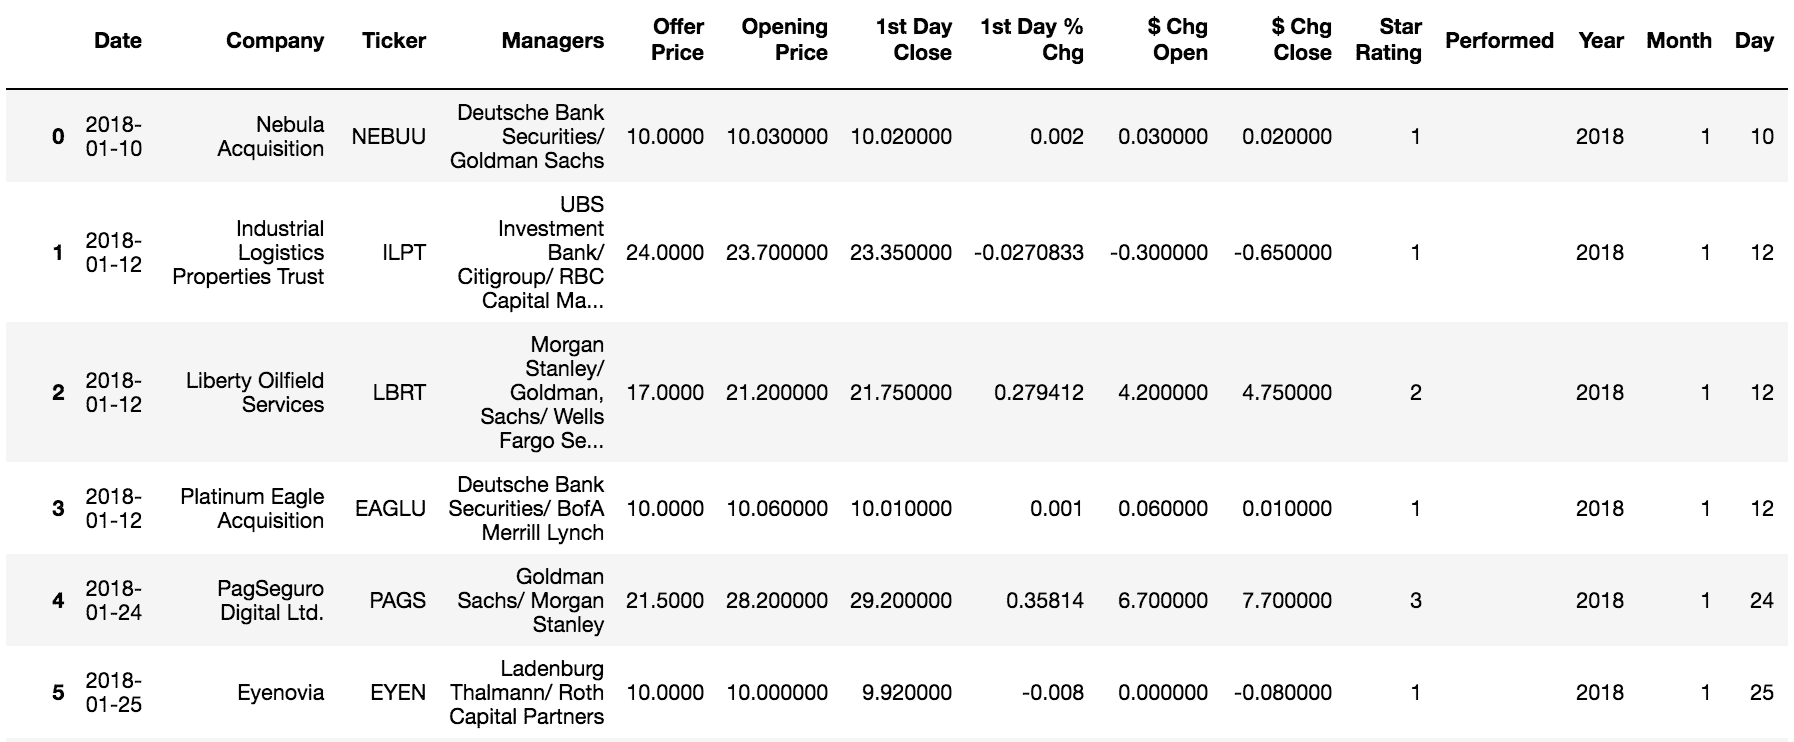 Date Company Ticker Managers Offer Price Opening Price 1st Day Close 1st Day % Chg $ Chg Open $ Chg Close Star Rating Performed Year Month Day
0 2018-01-10 Nebula Acquisition NEBUU Deutsche Bank Securities/ Goldman Sachs 10.0000 10.030000 10.020000 0.002 0.030000 0.020000 1 2018 1 10
1 2018-01-12 Industrial Logistics Properties Trust ILPT UBS Investment Bank/ Citigroup/ RBC Capital Ma... 24.0000 23.700000 23.350000 -0.0270833 -0.300000 -0.650000 1 2018 1 12
2 2018-01-12 Liberty Oilfield Services LBRT Morgan Stanley/ Goldman, Sachs/ Wells Fargo Se... 17.0000 21.200000 21.750000 0.279412 4.200000 4.750000 2 2018 1 12
3 2018-01-12 Platinum Eagle Acquisition EAGLU Deutsche Bank Securities/ BofA Merrill Lynch 10.0000 10.060000 10.010000 0.001 0.060000 0.010000 1 2018 1 12
4 2018-01-24 PagSeguro Digital Ltd. PAGS Goldman Sachs/ Morgan Stanley 21.5000 28.200000 29.200000 0.35814 6.700000 7.700000 3 2018 1 24
5 2018-01-25 Eyenovia EYEN Ladenburg Thalmann/ Roth Capital Partners 10.0000 10.000000 9.920000 -0.008 0.000000 -0.080000 1 2018 1 25